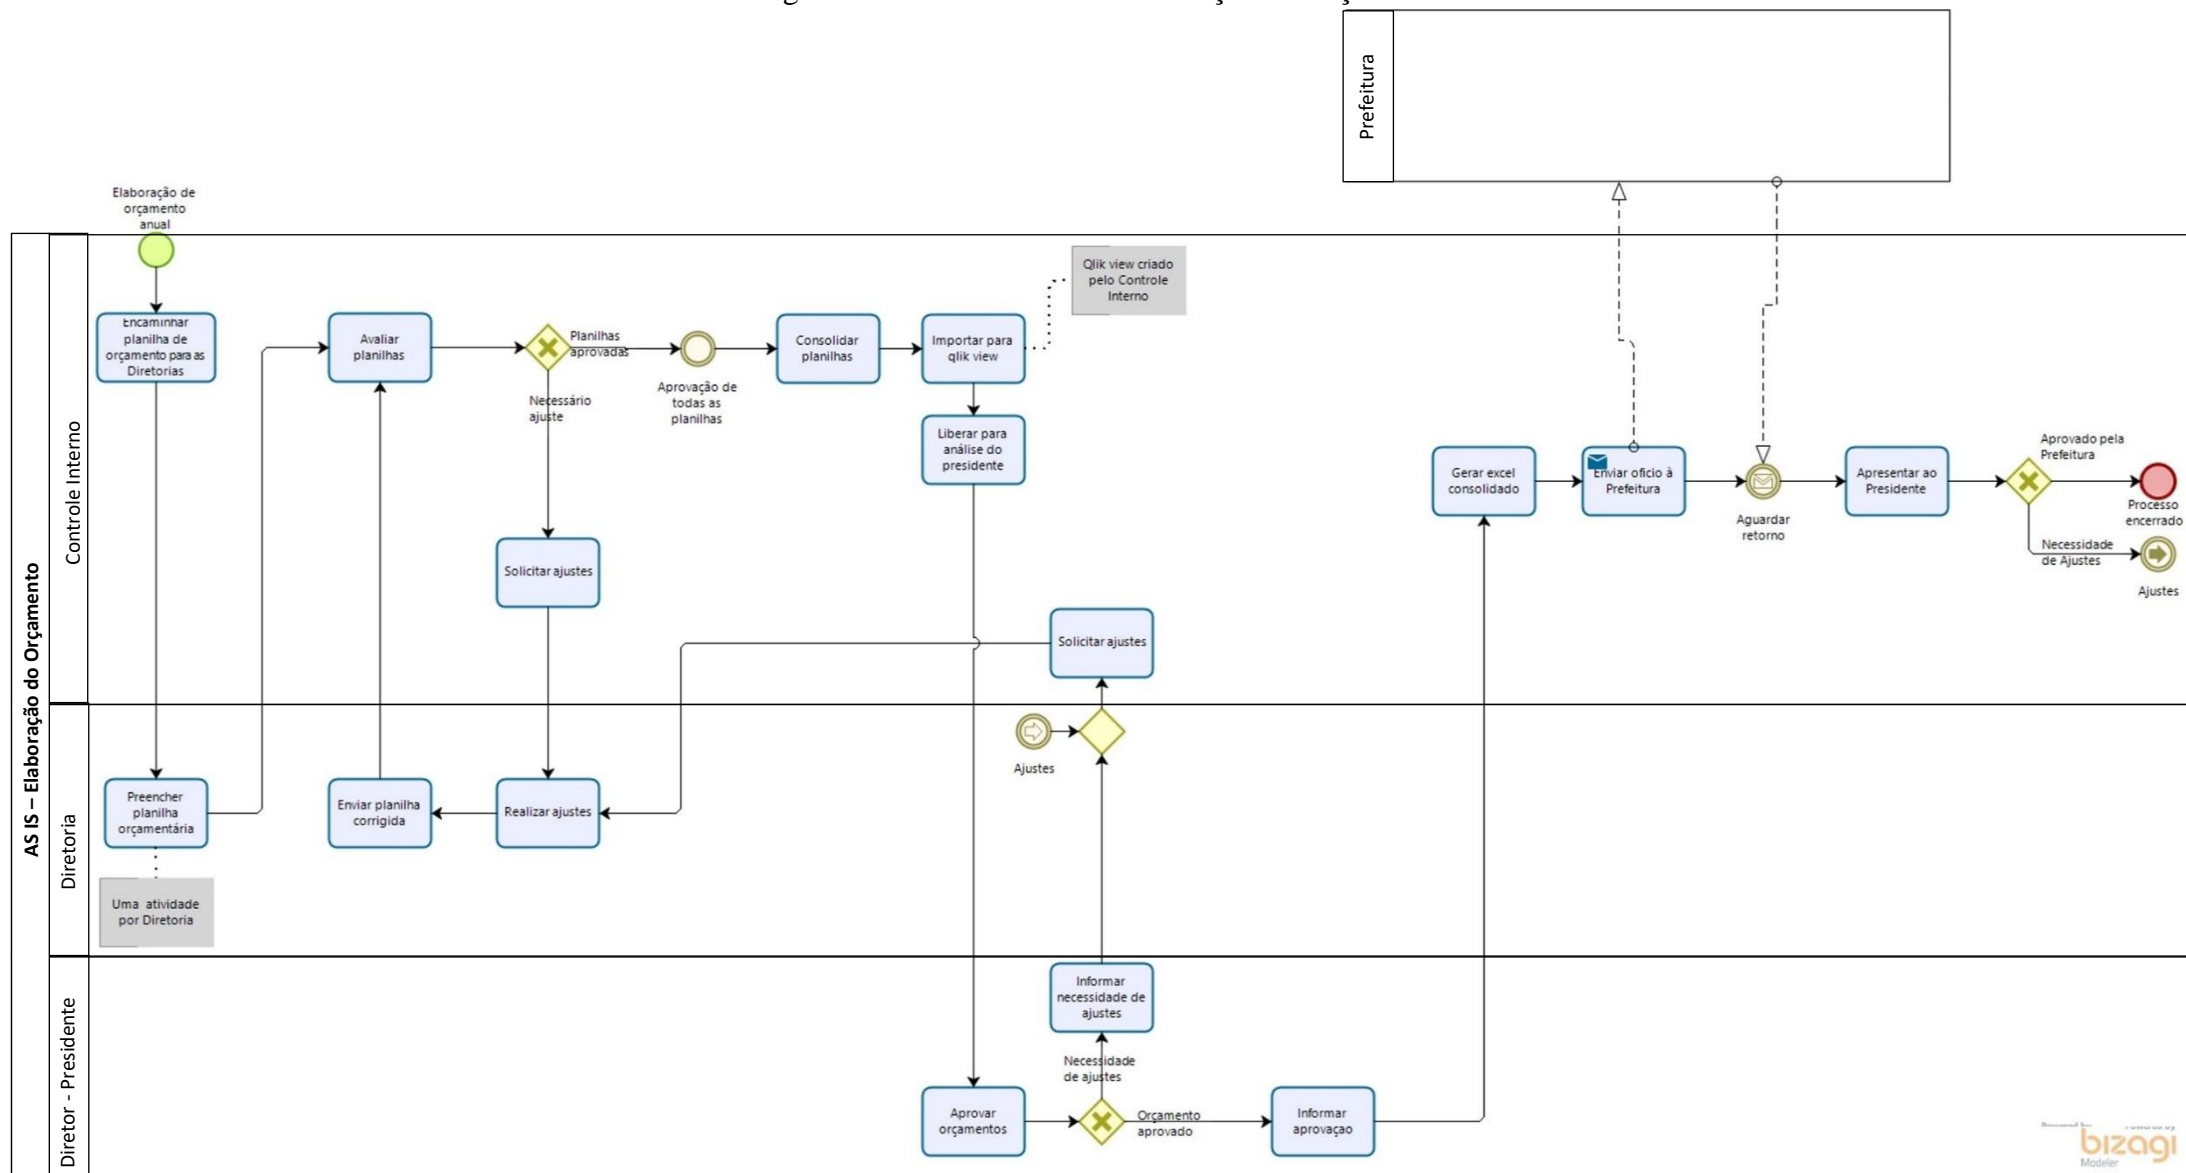 Prefeitura
Elaboração de
orçamento
anual
AS IS – Elaboração do Orçamento
Controle Interno
Encaminhar
planilha de
orçamento para as
Diretorias
Avaliar
planilhas
Planilhas
aprovadas
Necessário
ajuste
Aprovação de
todas as
planilhas
Consolidar
planilhas
Importar para
qlik view
Qlik view criado
pelo Controle
Interno
Liberar para
análise do
presidente
Solicitar ajustes
Solicitar ajustes
Gerar excel
consolidado
Enviar oficio à
Prefeitura
Aguardar
retorno
Apresentar ao
Presidente
Aprovado pela
Prefeitura
Processo
encerrado
Necessidade
de Ajustes
Ajustes
Diretoria
Preencher
planilha
orçamentária
Uma atividade
por Diretoria
Enviar planilha
corrigida
Realizar ajustes
Ajustes
Diretor - Presidente
Informar
necessidade de
ajustes
Necessidade
de ajustes
Aprovar
orçamentos
Orçamento
aprovado
Informar
aprovaçao
Powered by
bizagi
Modeler